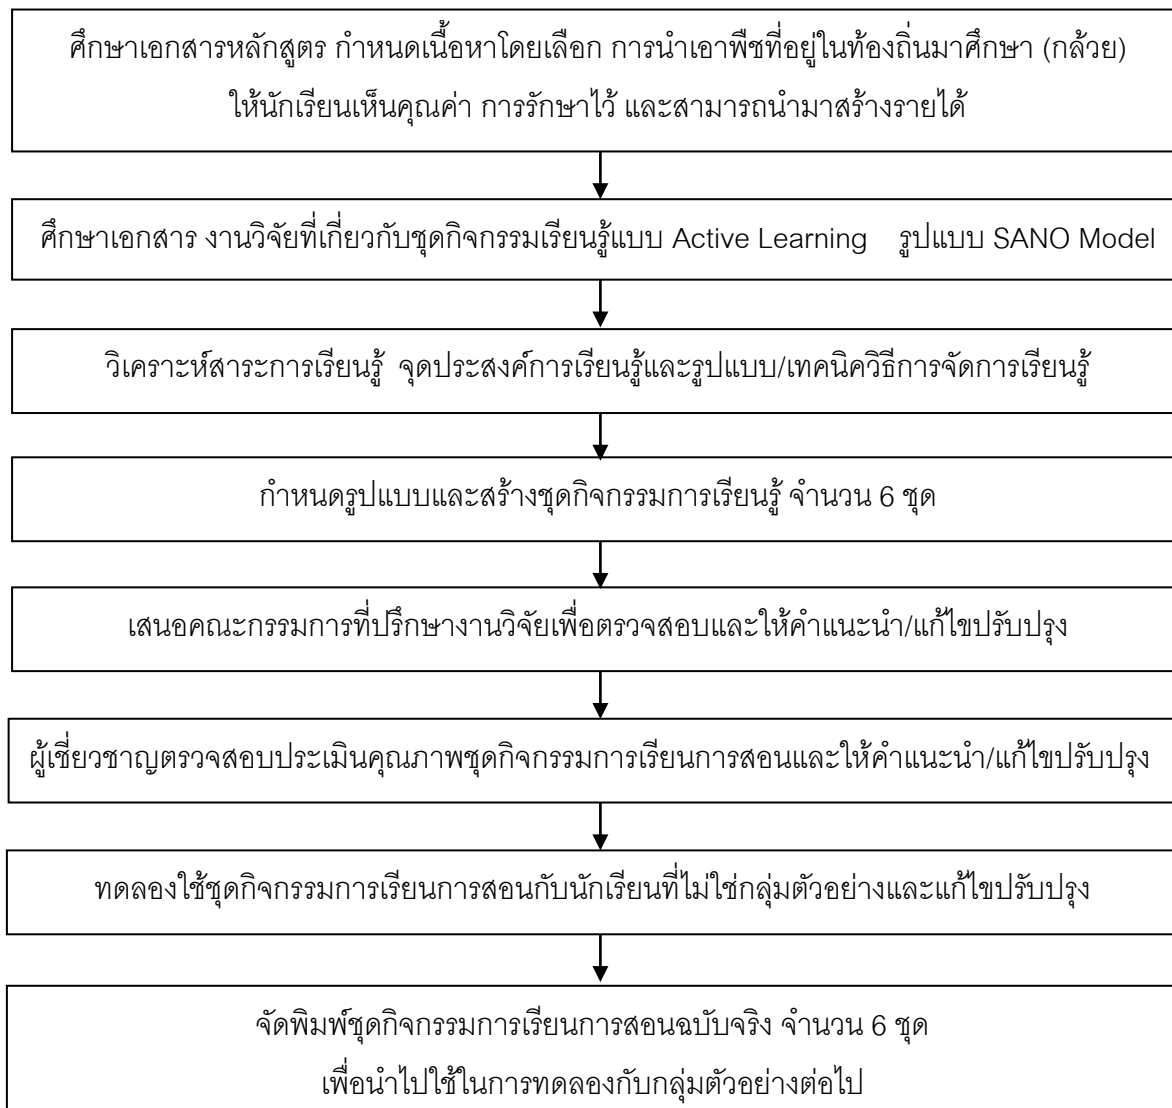 ศึกษาเอกสารหลักสูตร กำหนดเนื้อหาโดยเลือก การนำเอาพืชที่อยู่ในท้องถิ่นมาศึกษา (กล้วย)
ให้นักเรียนเห็นคุณค่า การรักษาไว้ และสามารถนำมาสร้างรายได้
ศึกษาเอกสาร งานวิจัยที่เกี่ยวกับชุดกิจกรรมเรียนรู้แบบ Active Learning รูปแบบ SANO Model
วิเคราะห์สาระการเรียนรู้ จุดประสงค์การเรียนรู้และรูปแบบ/เทคนิควิธีการจัดการเรียนรู้
กำหนดรูปแบบและสร้างชุดกิจกรรมการเรียนรู้ จำนวน 6 ชุด
เสนอคณะกรรมการที่ปรึกษางานวิจัยเพื่อตรวจสอบและให้คำแนะนำ/แก้ไขปรับปรุง
ผู้เชี่ยวชาญตรวจสอบประเมินคุณภาพชุดกิจกรรมการเรียนการสอนและให้คำแนะนำ/แก้ไขปรับปรุง
ทดลองใช้ชุดกิจกรรมการเรียนการสอนกับนักเรียนที่ไม่ใช่กลุ่มตัวอย่างและแก้ไขปรับปรุง
จัดพิมพ์ชุดกิจกรรมการเรียนการสอนฉบับจริง จำนวน 6 ชุด
เพื่อนำไปใช้ในการทดลองกับกลุ่มตัวอย่างต่อไป